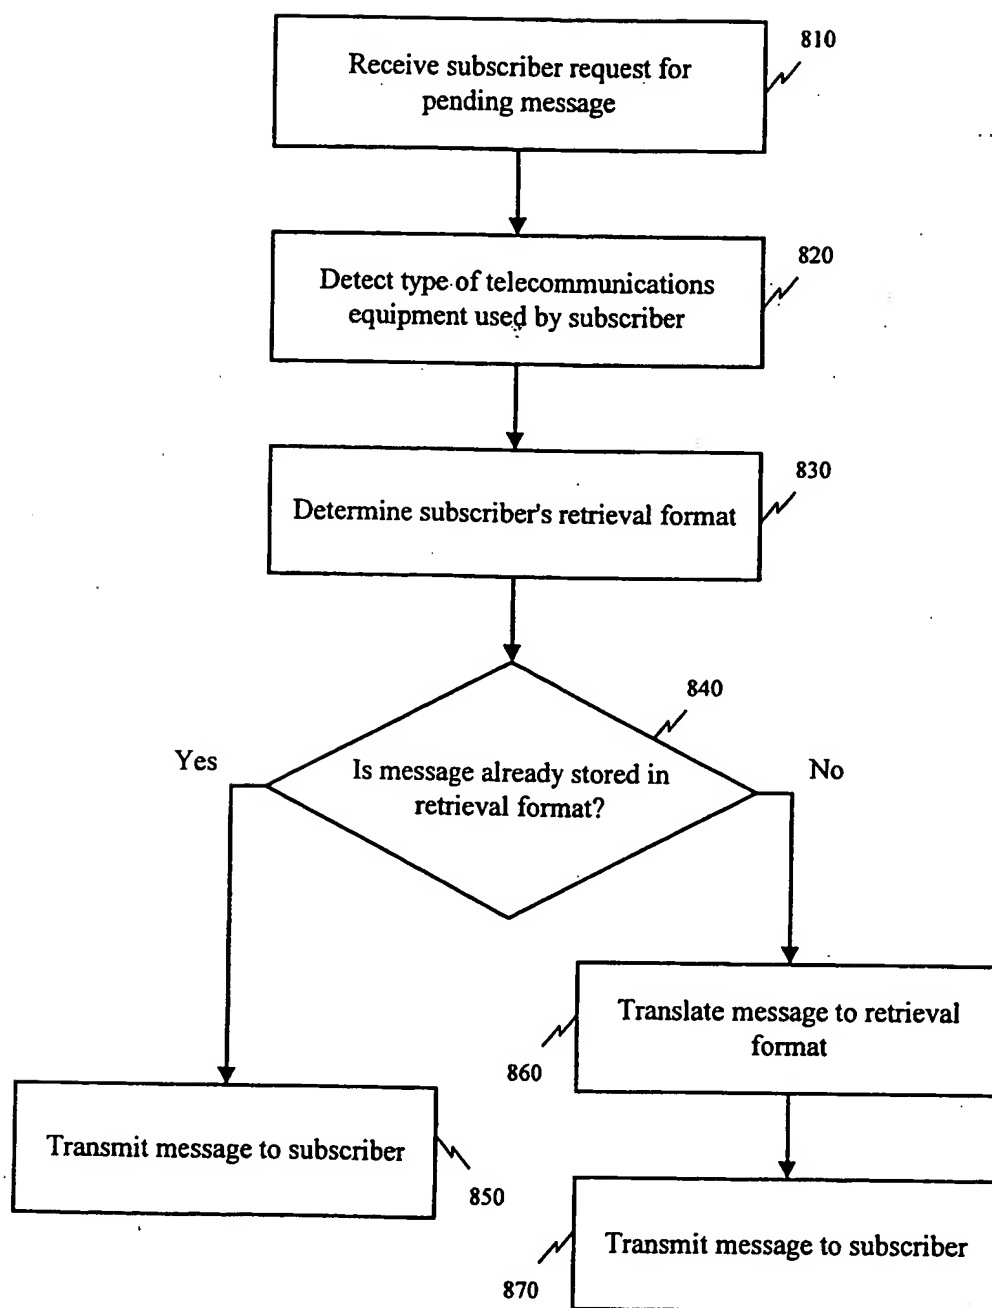 810
Receive subscriber request for
pending message
820
Detect type of telecommunications
equipment used by subscriber
830
Determine subscriber's retrieval format
840
Yes
Is message already stored in
retrieval format?
No
Translate message to retrieval
format
860
Transmit message to subscriber
850
Transmit message to subscriber
870